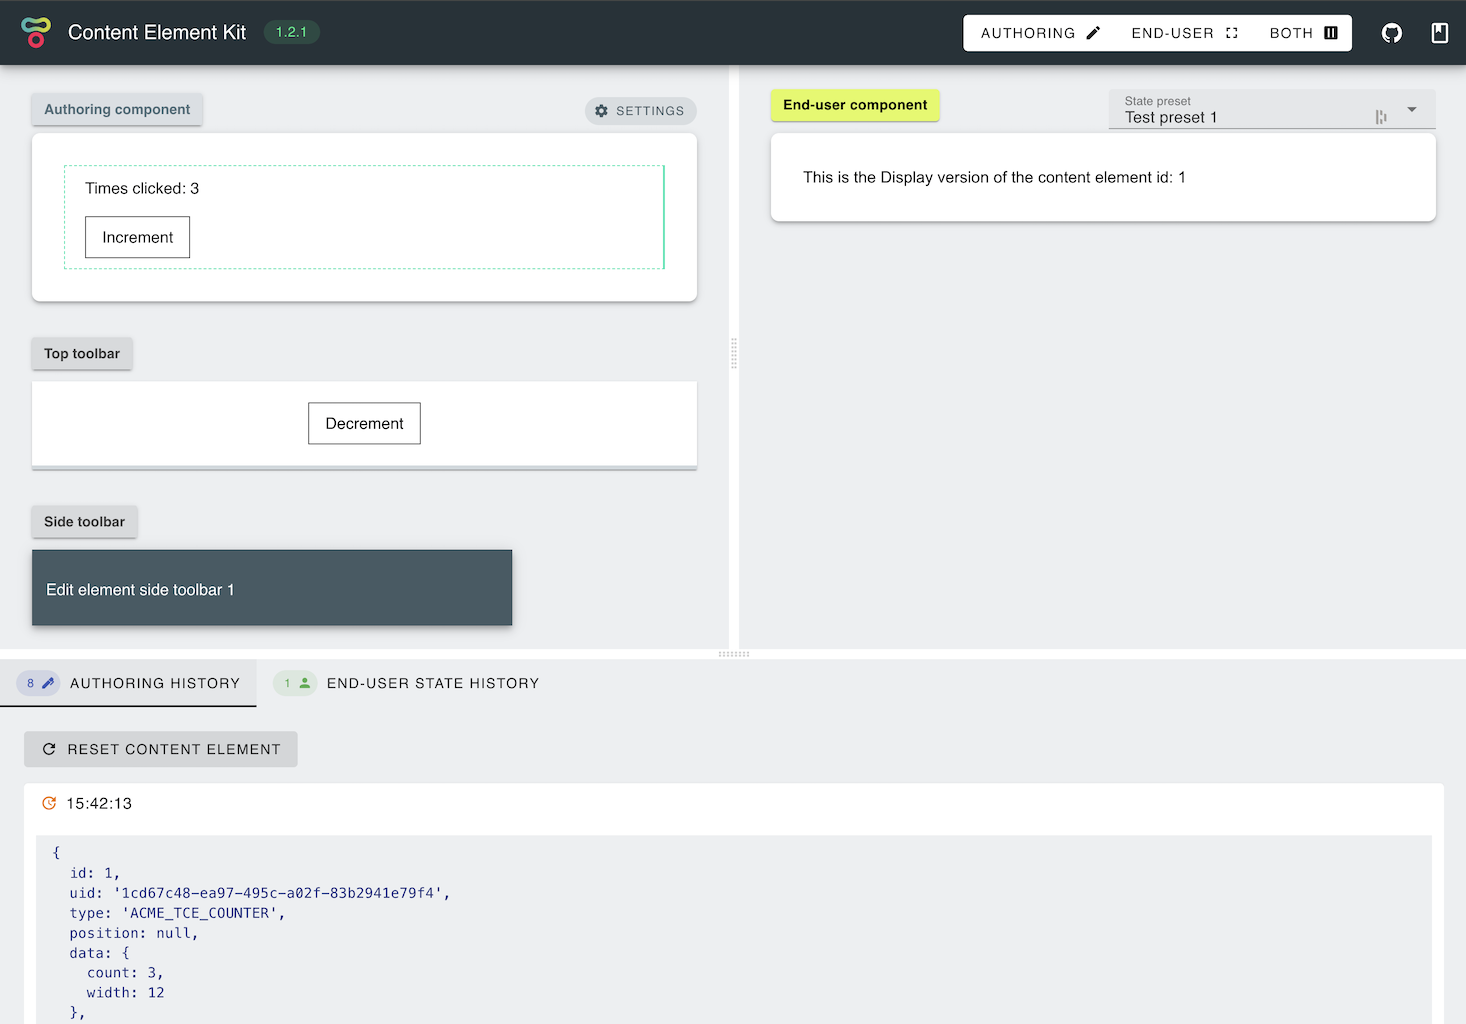 Content Element Kit 1.2.1
AUTHORING END-USER BOTH
Authoring component
SETTINGS
Times clicked: 3
Increment
Top toolbar
Decrement
Side toolbar
Edit element side toolbar 1
End-user component
State preset
Test preset 1
This is the Display version of the content element id: 1
8 AUTHORING HISTORY
1 END-USER STATE HISTORY
RESET CONTENT ELEMENT
15:42:13
{
id: 1,
uid: '1cd67c48-ea97-495c-a02f-83b2941e79f4',
type: 'ACME_TCE_COUNTER',
position: null,
data: {
count: 3,
width: 12
},